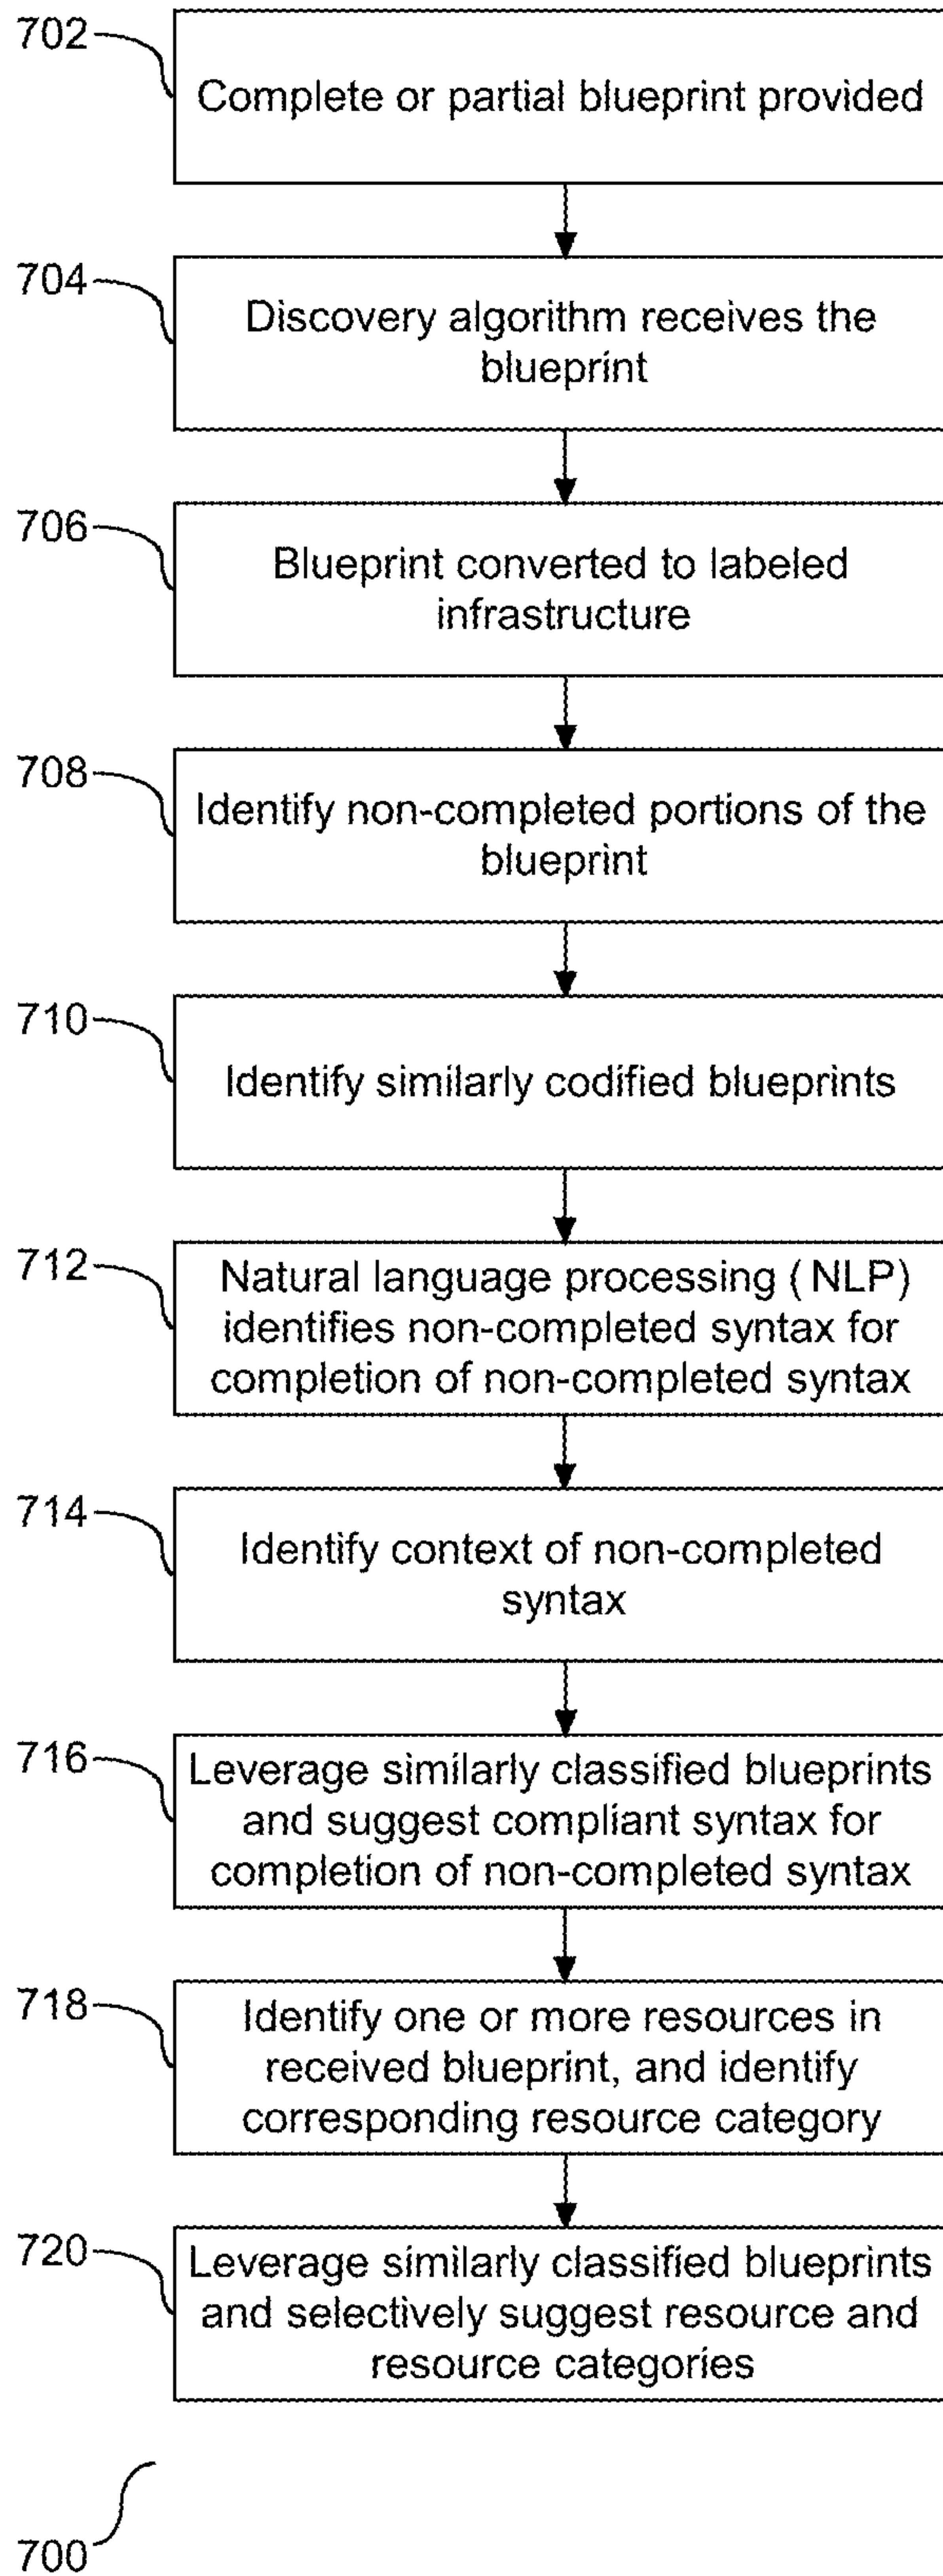 702
Complete or partial blueprint provided
704
Discovery algorithm receives the
blueprint
706
Blueprint converted to labeled
infrastructure
708
Identify non-completed portions of the
blueprint
710
Identify similarly codified blueprints
712
Natural language processing (NLP)
identifies non-completed syntax for
completion of non-completed syntax
714
Identify context of non-completed
syntax
716
Leverage similarly classified blueprints
and suggest compliant syntax for
completion of non-completed syntax
718
Identify one or more resources in
received blueprint, and identify
corresponding resource category
720
Leverage similarly classified blueprints
and selectively suggest resource and
resource categories
700